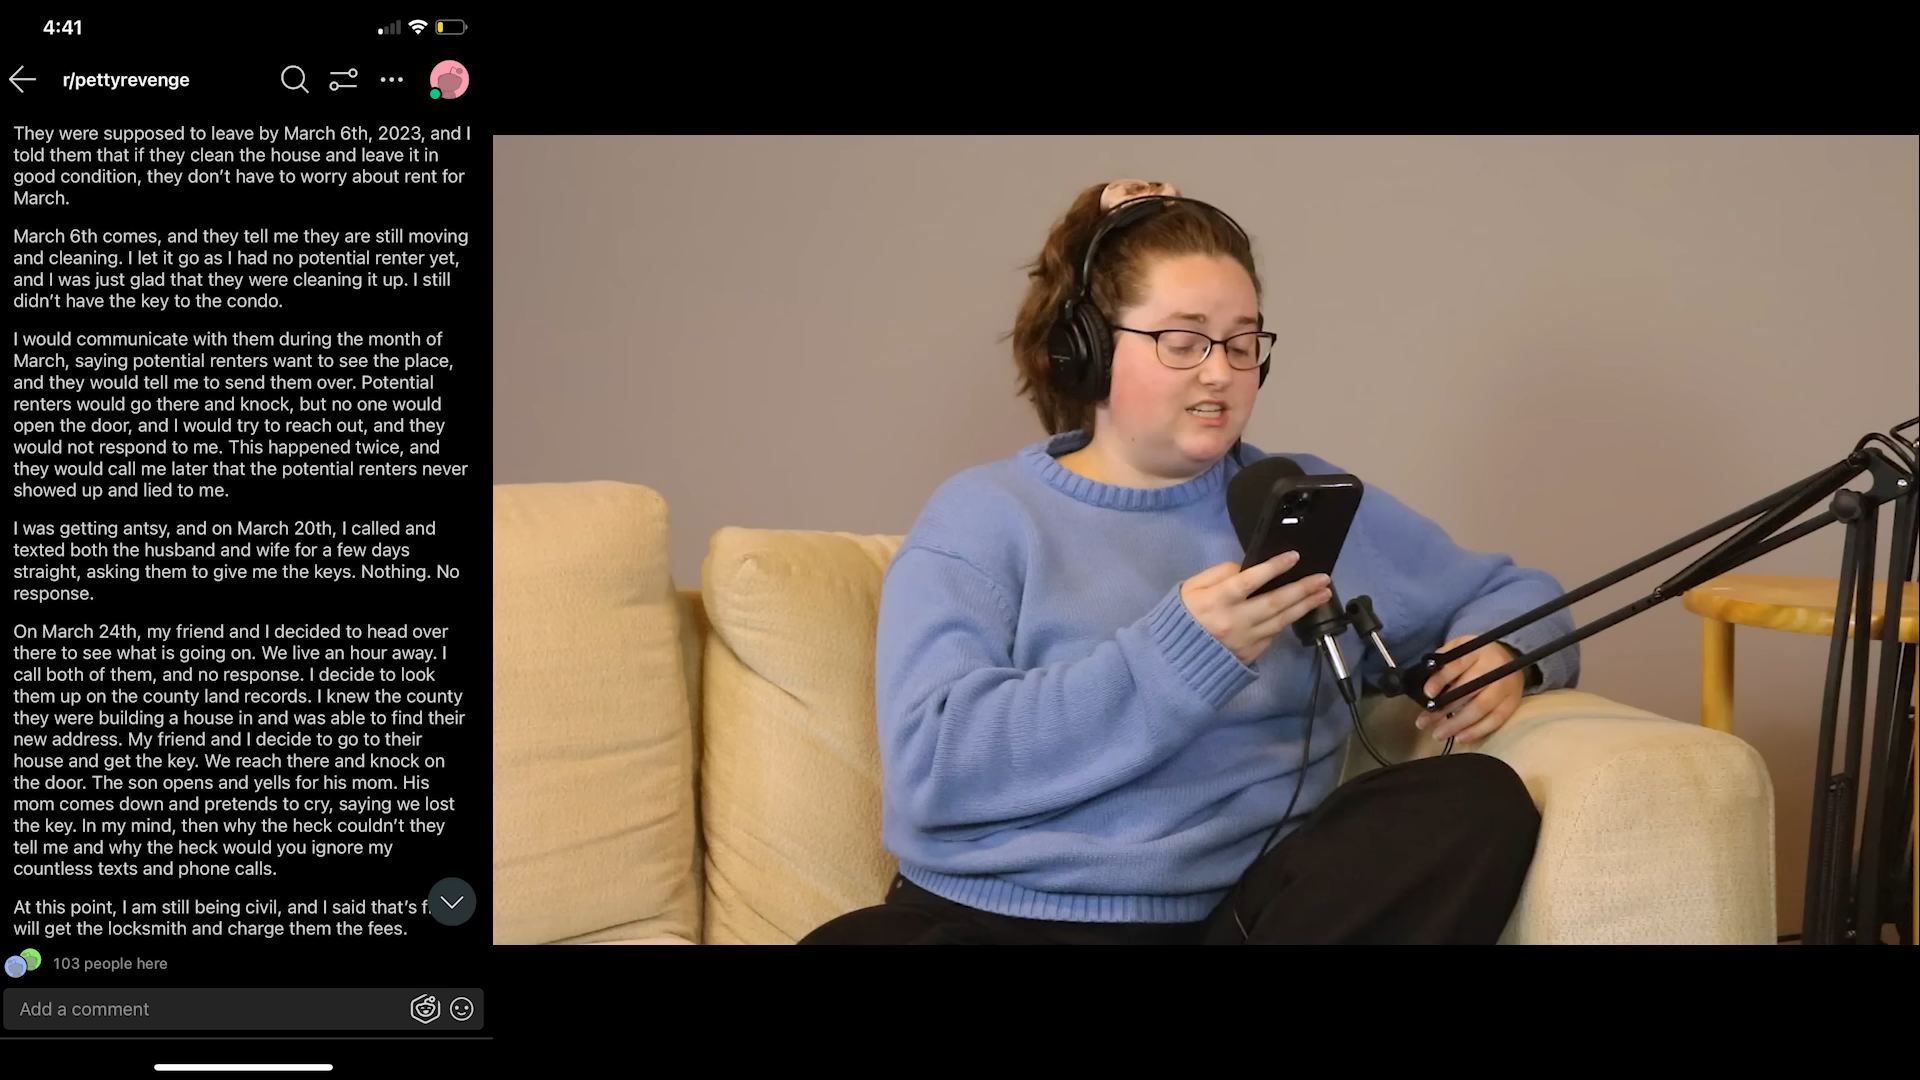 4:41
r/pettyrevenge
They were supposed to leave by March 6th, 2023, and I
told them that if they clean the house and leave it in
good condition, they don't have to worry about rent for
March.
March 6th comes, and they tell me they are still moving
and cleaning. I let it go as I had no potential renter yet,
and I was just glad that they were cleaning it up. I still
didn't have the key to the condo.
I would communicate with them during the month of
March, saying potential renters want to see the place,
and they would tell me to send them over. Potential
renters would go there and knock, but no one would
open the door, and I would try to reach out, and they
would not respond to me. This happened twice, and
they would call me later that the potential renters never
showed up and lied to me.
I was getting antsy, and on March 20th, I called and
texted both the husband and wife for a few days
straight, asking them to give me the keys. Nothing. No
response.
On March 24th, my friend and I decided to head over
there to see what is going on. We live an hour away. I
call both of them, and no response. I decide to look
them up on the county land records. I knew the county
they were building a house in and was able to find their
new address. My friend and I decide to go to their
house and get the key. We reach there and knock on
the door. The son opens and yells for his mom. His
mom comes down and pretends to cry, saying we lost
the key. In my mind, then why the heck couldn't they
tell me and why the heck would you ignore my
countless texts and phone calls.
At this point, I am still being civil, and I said that's
will get the locksmith and charge them the fees.
103 people here
Add a comment